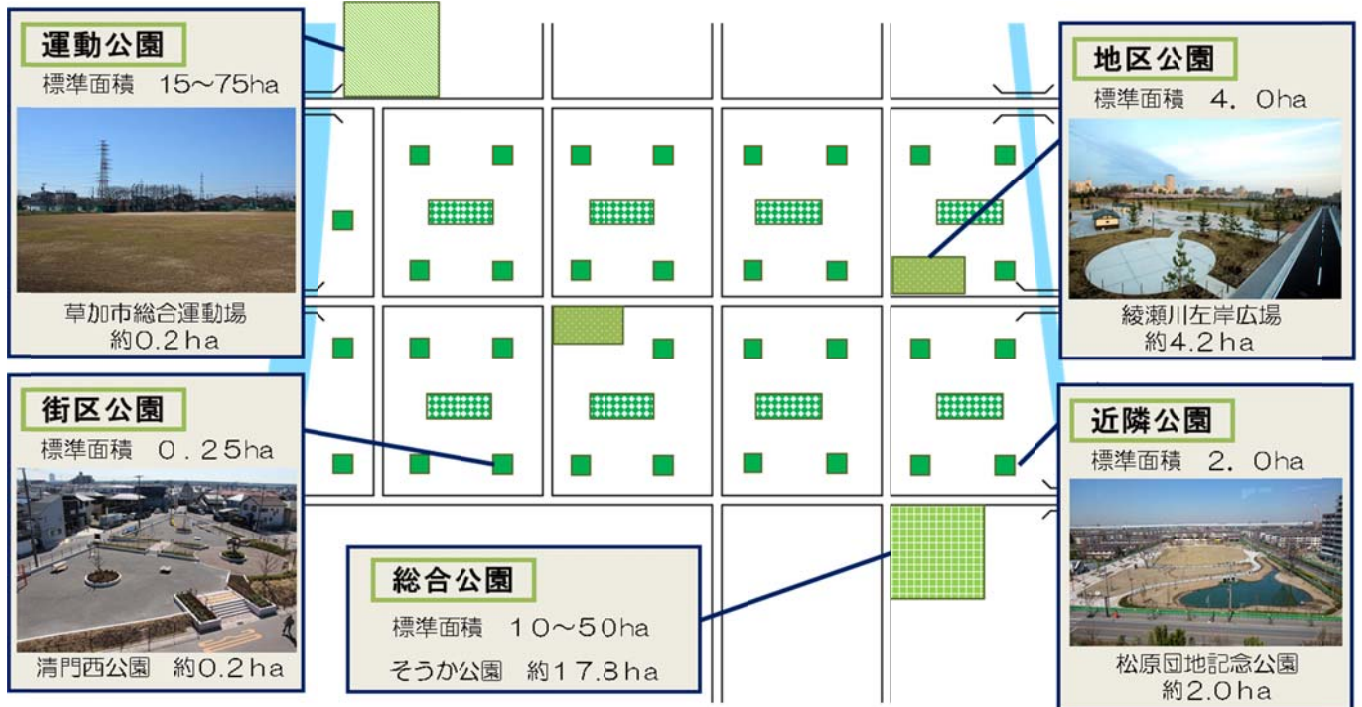 運動公園
標準面積 15~75ha
草加市総合運動場
約0.2ha
地区公園
標準面積 4.0ha
綾瀬川左岸広場
約4.2ha
街区公園
標準面積 0.25ha
清門西公園 約0.2ha
総合公園
標準面積 10~50ha
そうか公園 約17.8ha
近隣公園
標準面積 2.0ha
松原団地記念公園
約2.0ha